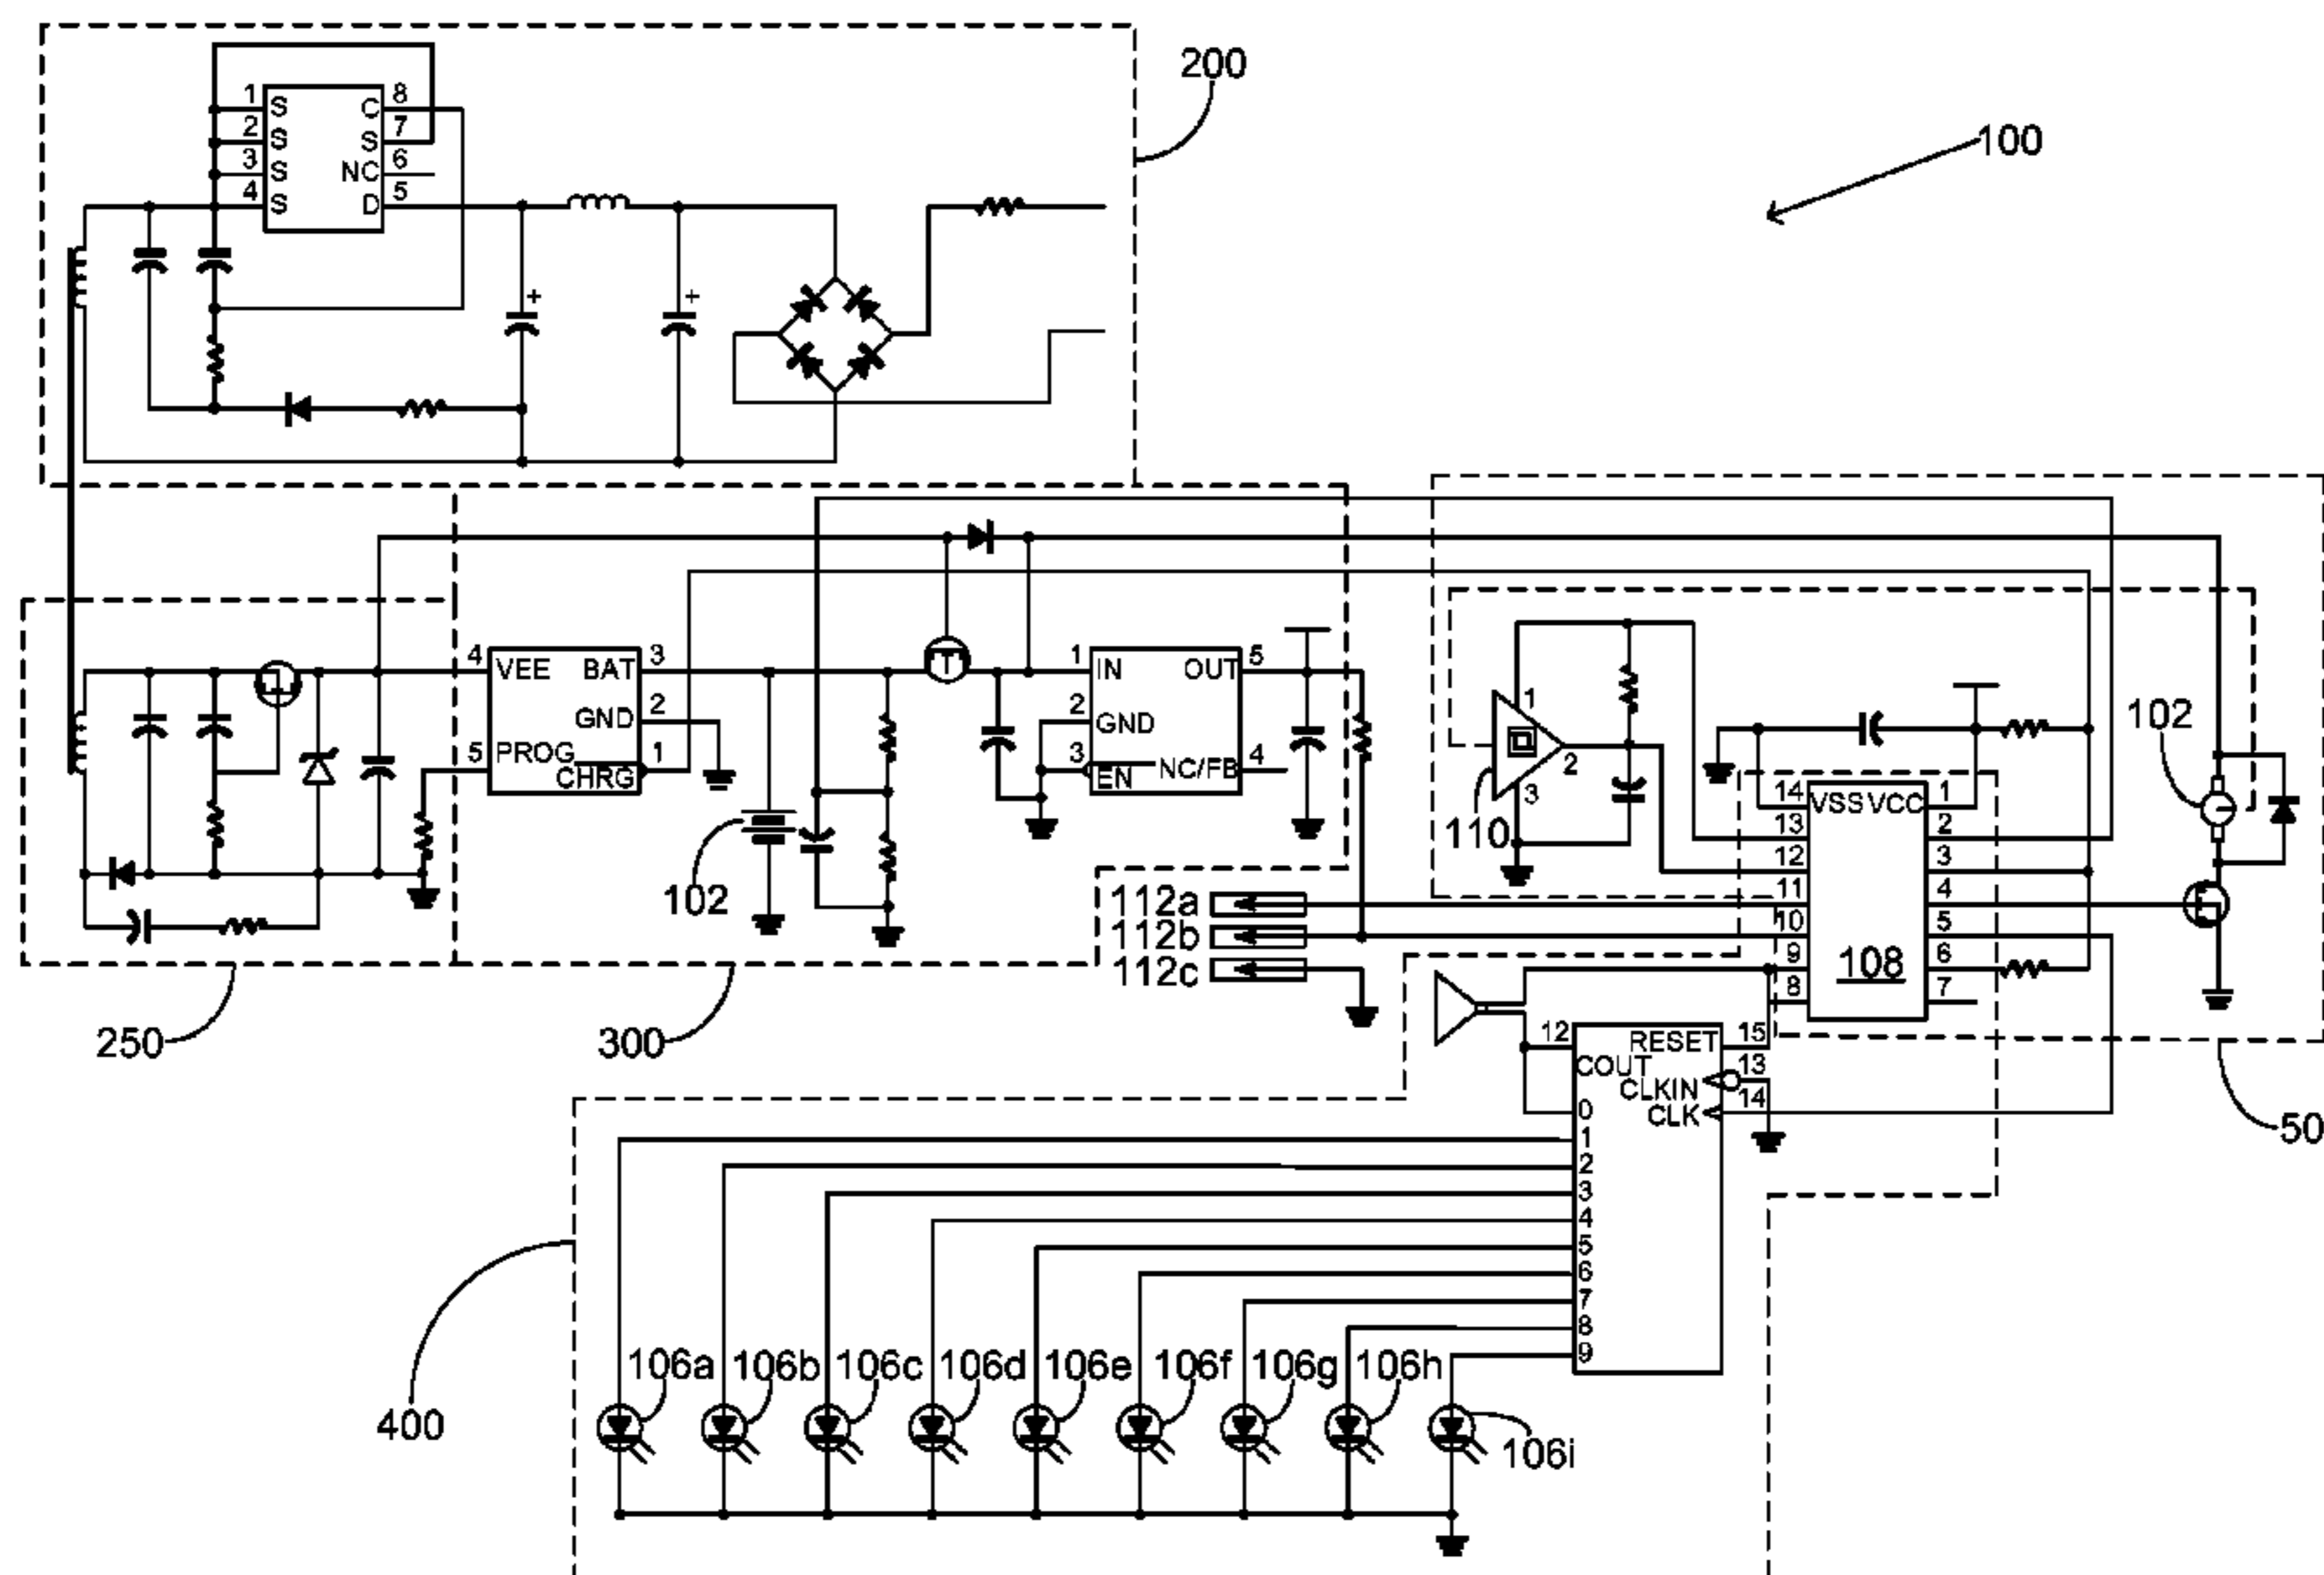 200
100
1 S C 8
2 S S 7
3 S NC 6
4 S D 5
+ +
4 VEE BAT 3
GND 2
5 PROG CHRG 1
102
1 IN OUT 5
2 GND
3 EN NC/FB 4
1
2
3
110
102
14 VSS VCC 1
13 2
12 3
11 4
10 5
9 6
8 7
108
112a
112b
112c
250
300
50
12 RESET 15
COUT 13
CLKIN
CLK 14
0
1
2
3
4
5
6
7
8
9
400
106a 106b 106c 106d 106e 106f 106g 106h
106i